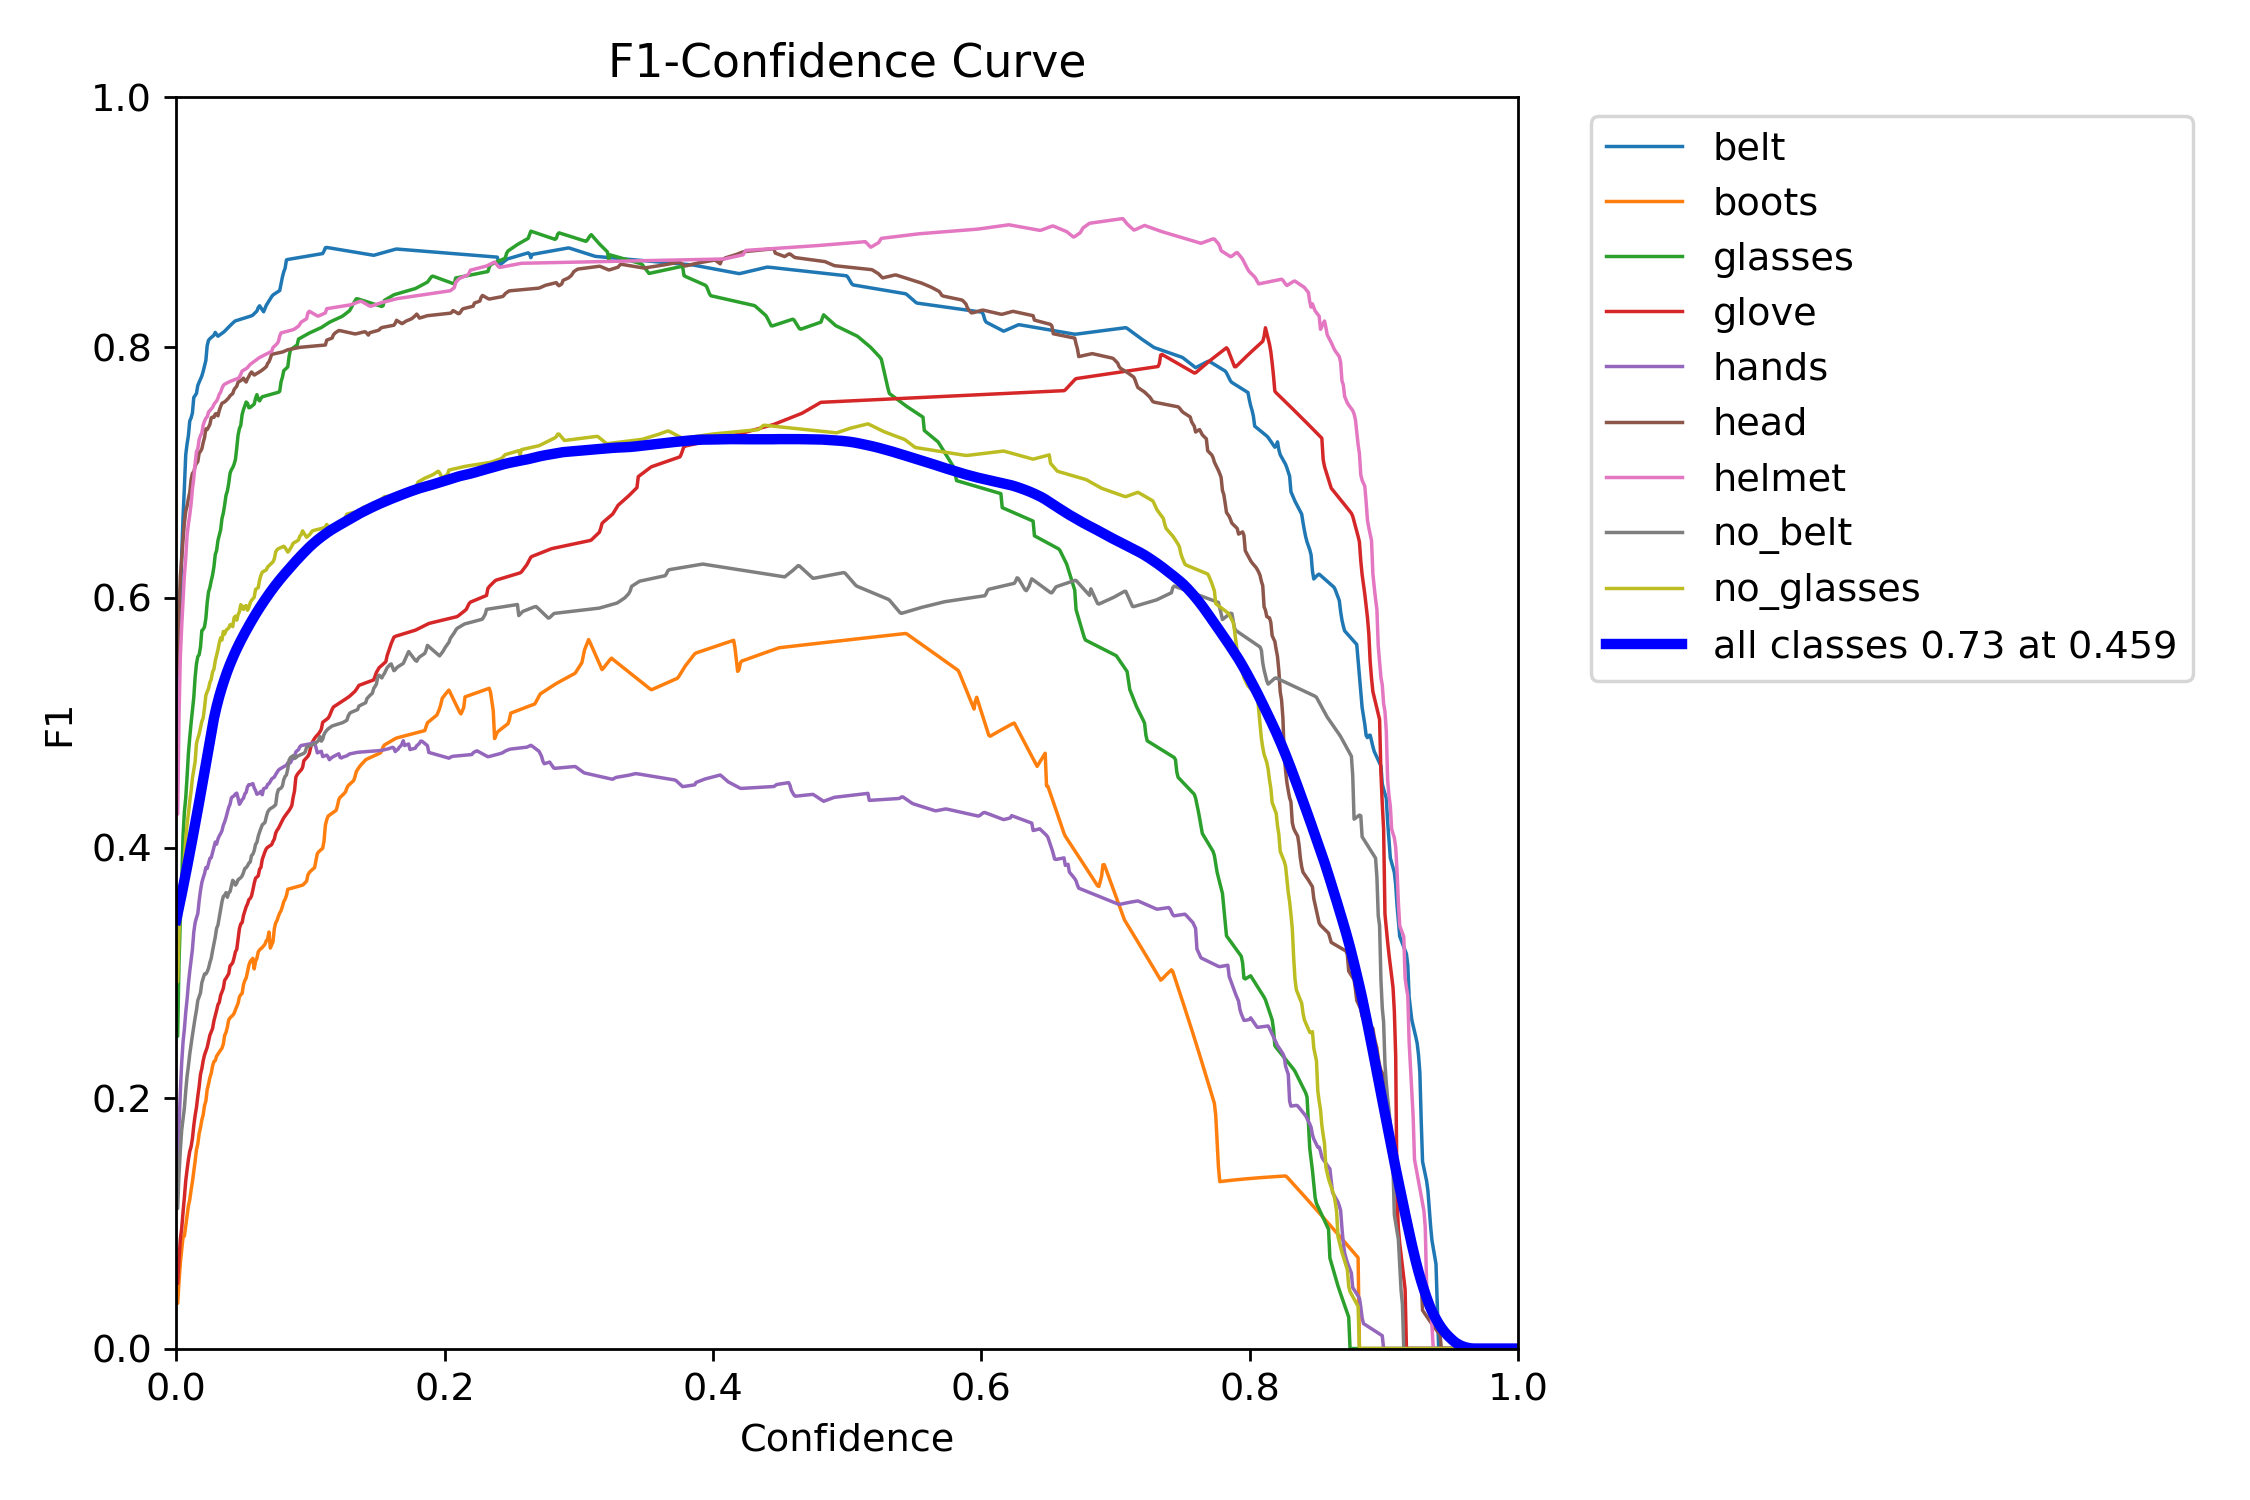 F1-Confidence Curve
1.0
0.8
0.6
0.4
0.2
0.0
F1
0.0 0.2 0.4 0.6 0.8 1.0
Confidence
belt
boots
glasses
glove
hands
head
helmet
no_belt
no_glasses
all classes 0.73 at 0.459